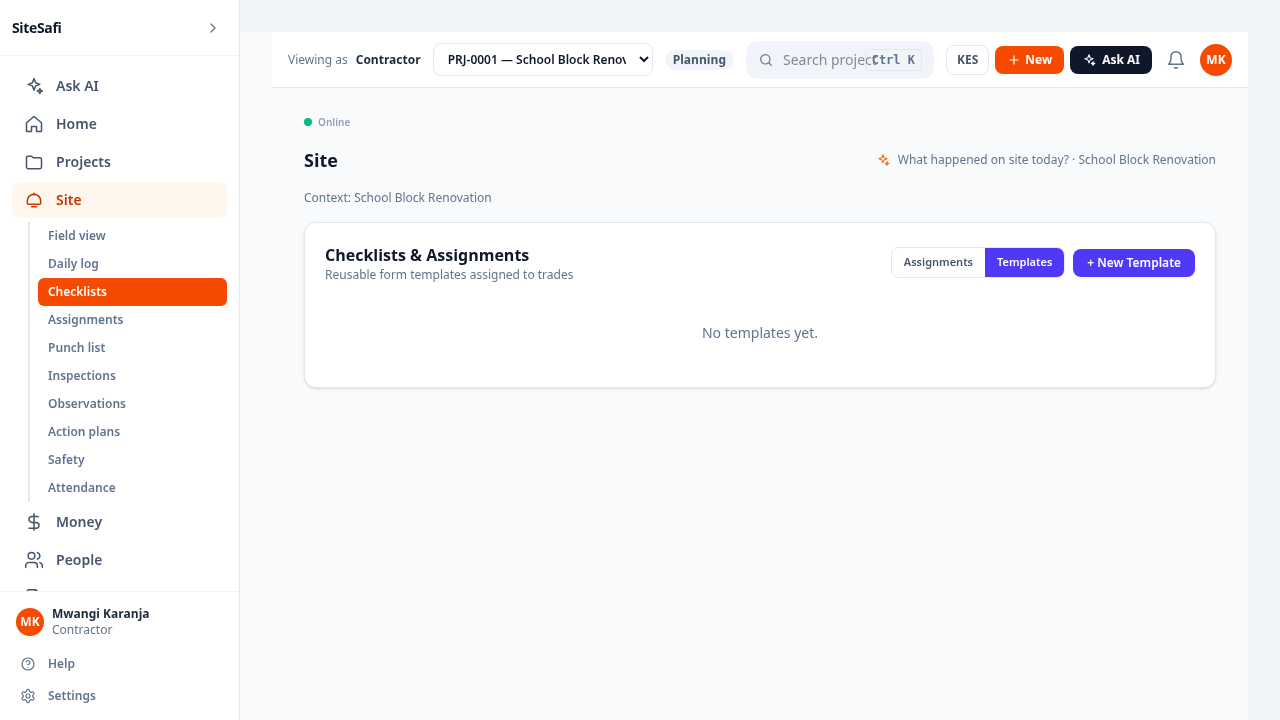 SiteSafi
Ask AI
Home
Projects
Site
Field view
Daily log
Checklists
Assignments
Punch list
Inspections
Observations
Action plans
Safety
Attendance
Money
People
MK
Mwangi Karanja
Contractor
Help
Settings
Viewing as Contractor
PRJ-0001 — School Block Renov
Planning
Search project
Ctrl K
KES
New
Ask AI
MK
Online
Site
What happened on site today? · School Block Renovation
Context: School Block Renovation
Checklists & Assignments
Reusable form templates assigned to trades
Assignments
Templates
+ New Template
No templates yet.